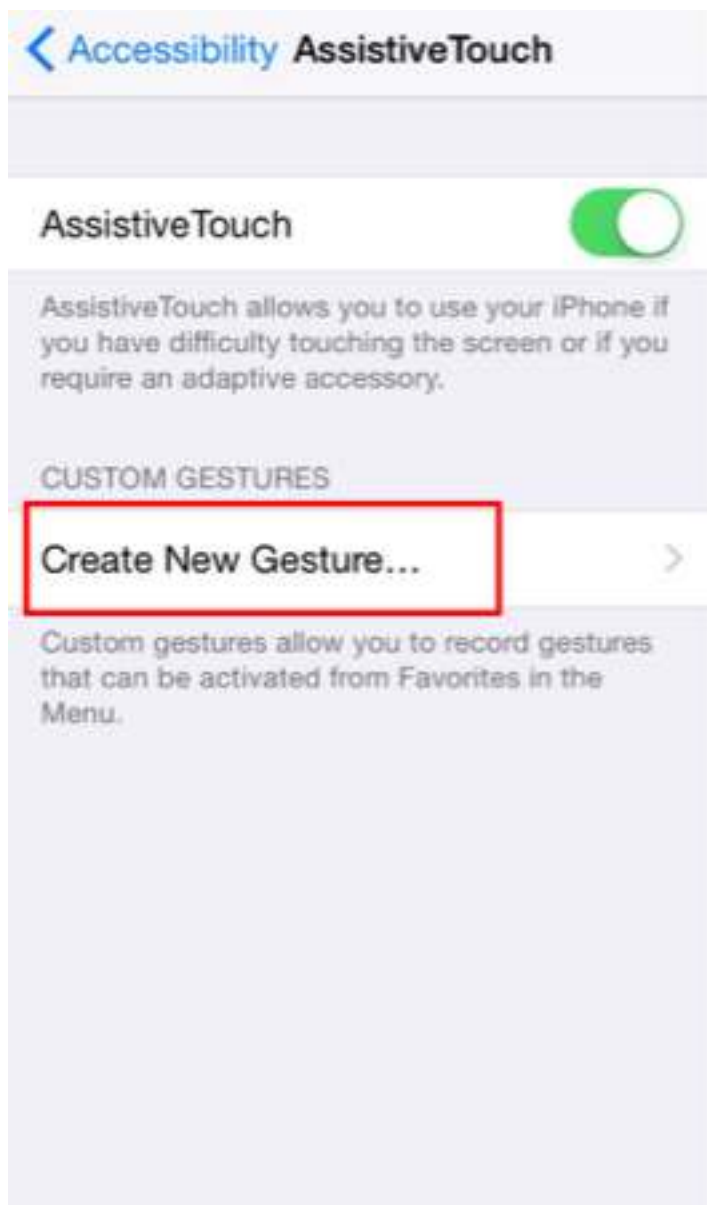 Accessibility AssistiveTouch
AssistiveTouch
AssistiveTouch allows you to use your iPhone if
you have difficulty touching the screen or if you
require an adaptive accessory.
CUSTOM GESTURES
Create New Gesture...
Custom gestures allow you to record gestures
that can be activated from Favorites in the
Menu.